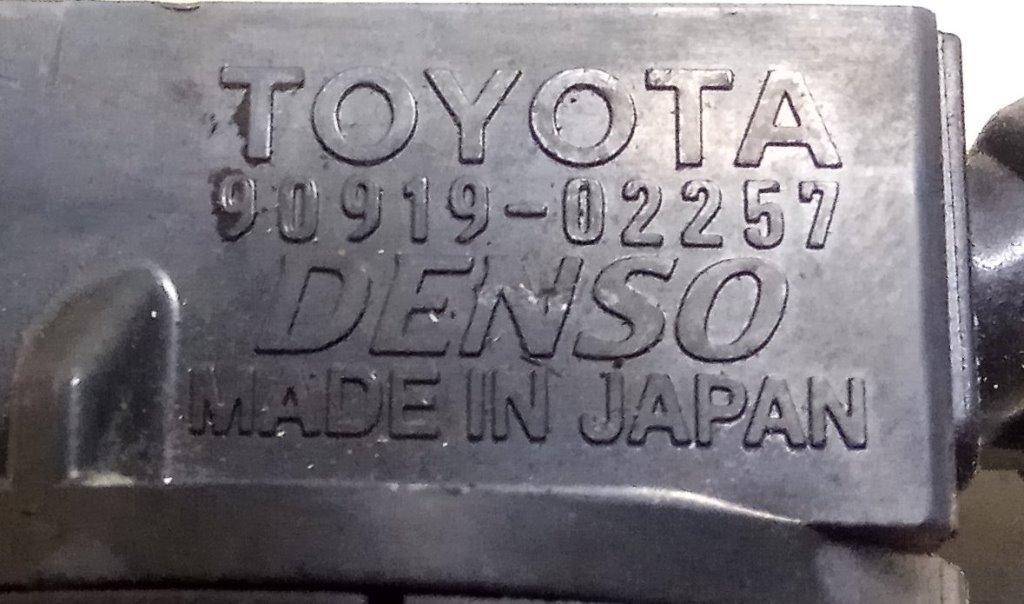 TOYOTA
90919-02257
DENSO
MADE IN JAPAN